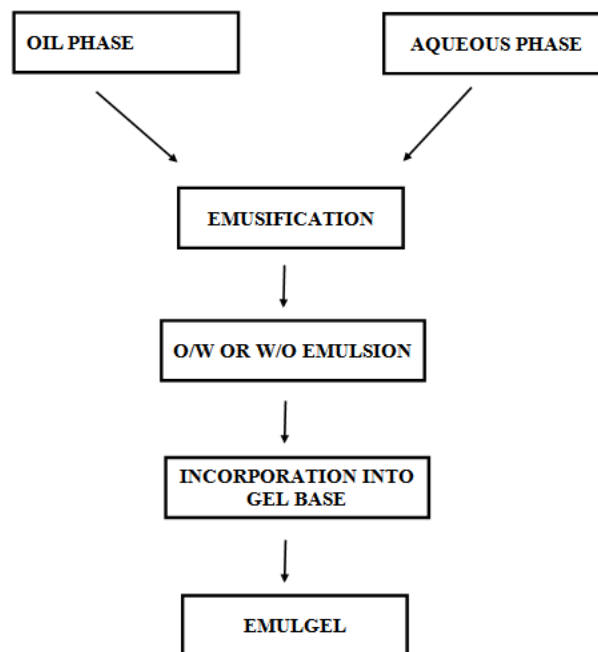 OIL PHASE
AQUEOUS PHASE
EMUSIFICATION
O/W OR W/O EMULSION
INCORPORATION INTO
GEL BASE
EMULGEL